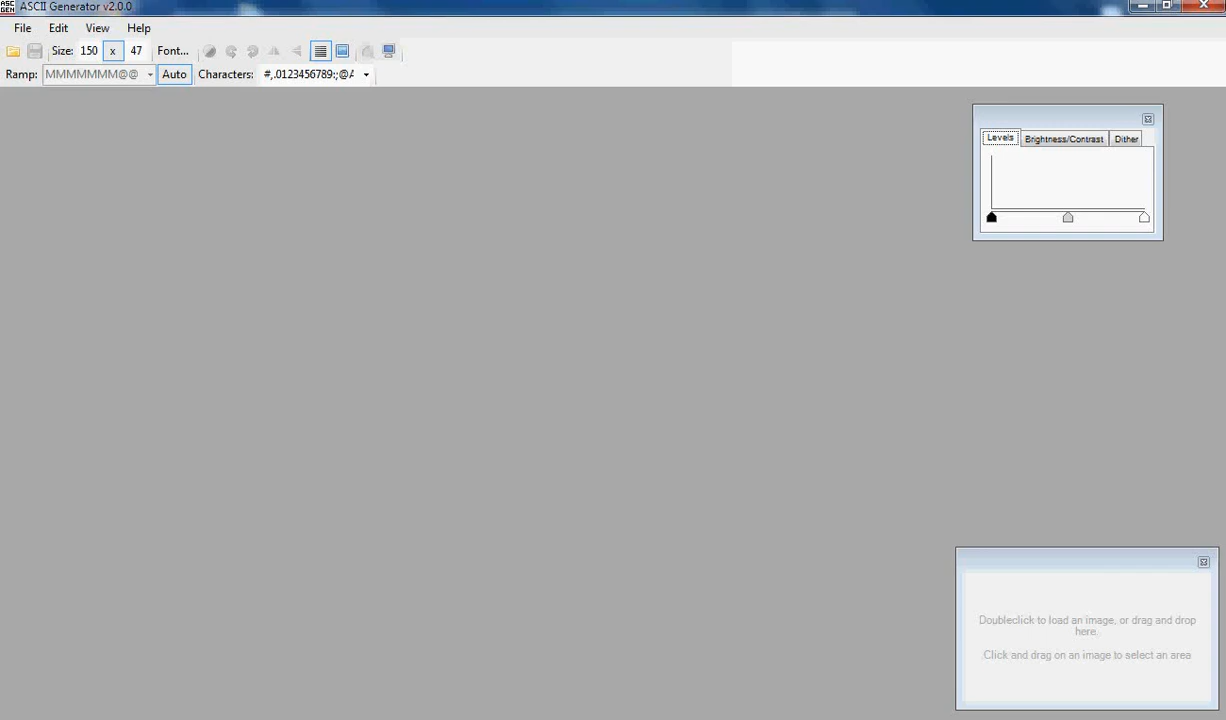 ASC
GEN
ASCII Generator v2.0.0
File Edit View Help
Size: 150 x 47 Font...
Ramp: MMMMMMM@@ Auto Characters: #,.0123456789:;@A
Levels Brightness/Contrast Dither
Doubleclick to load an image, or drag and drop
here.
Click and drag on an image to select an area